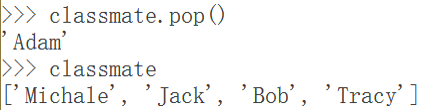 >>> classmate.pop()
'Adam'
>>> classmate
['Michale', 'Jack', 'Bob', 'Tracy']